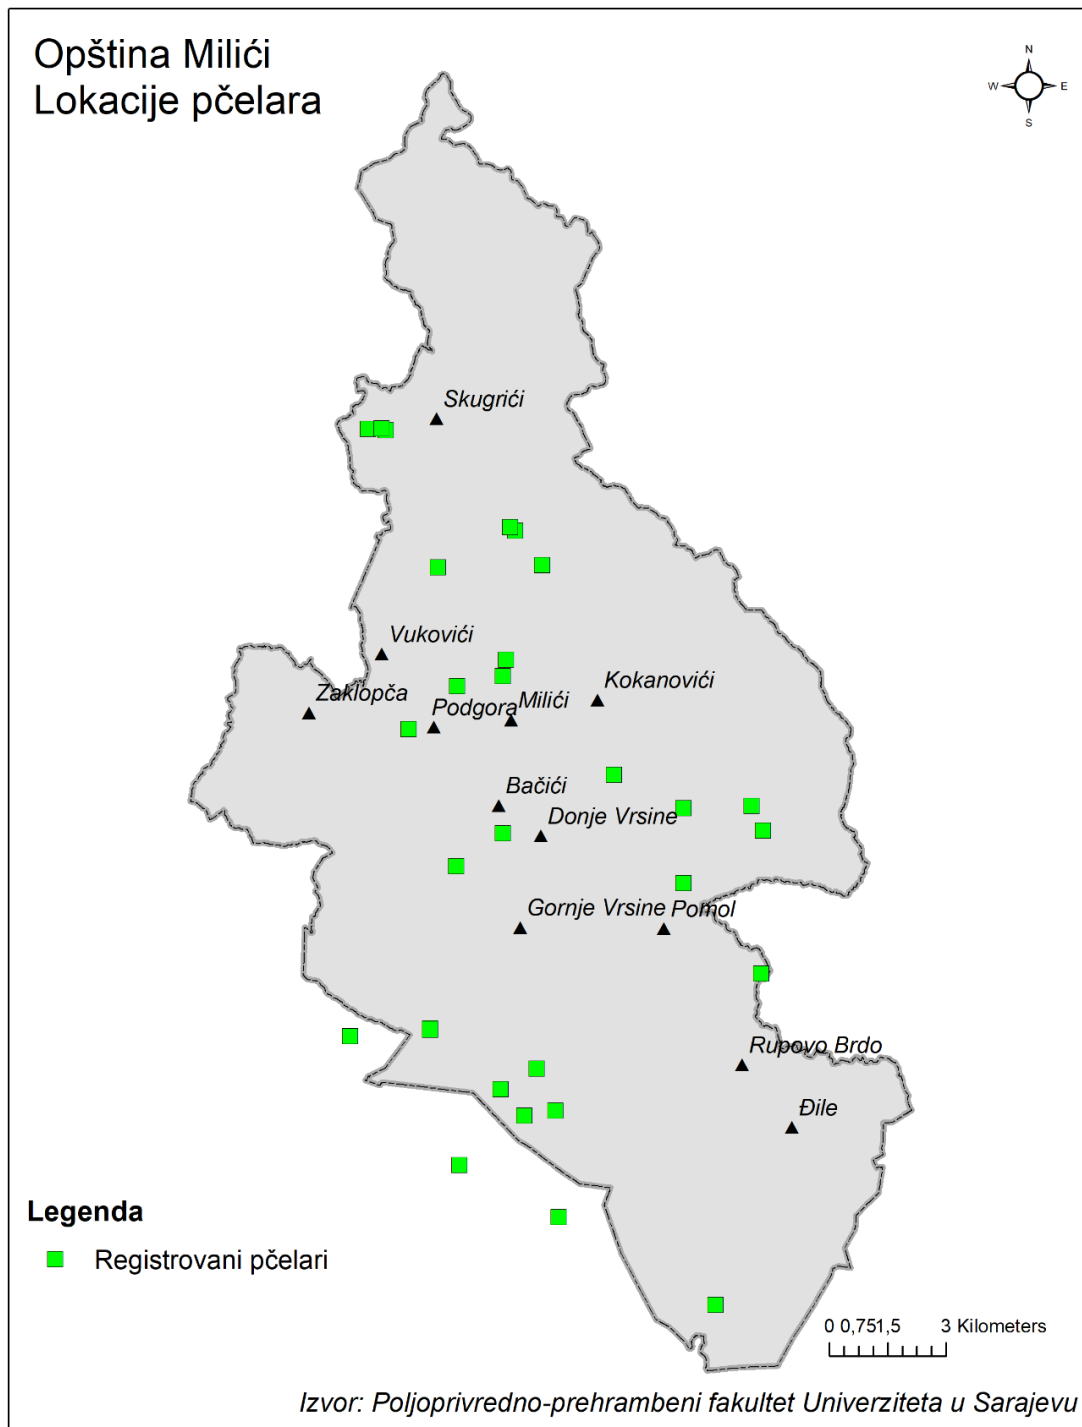 Opština Milići
Lokacije pčelara
N
W E
S
Skugrići
Vukovići
Zaklopča
Podgora
Milići
Kokanovići
Bačići
Donje Vrsine
Gornje Vrsine
Pomol
Rupovo Brdo
Đile
Legenda
Registrovani pčelari
0 0,751,5 3 Kilometers
Izvor: Poljoprivredno-prehrambeni fakultet Univerziteta u Sarajevu